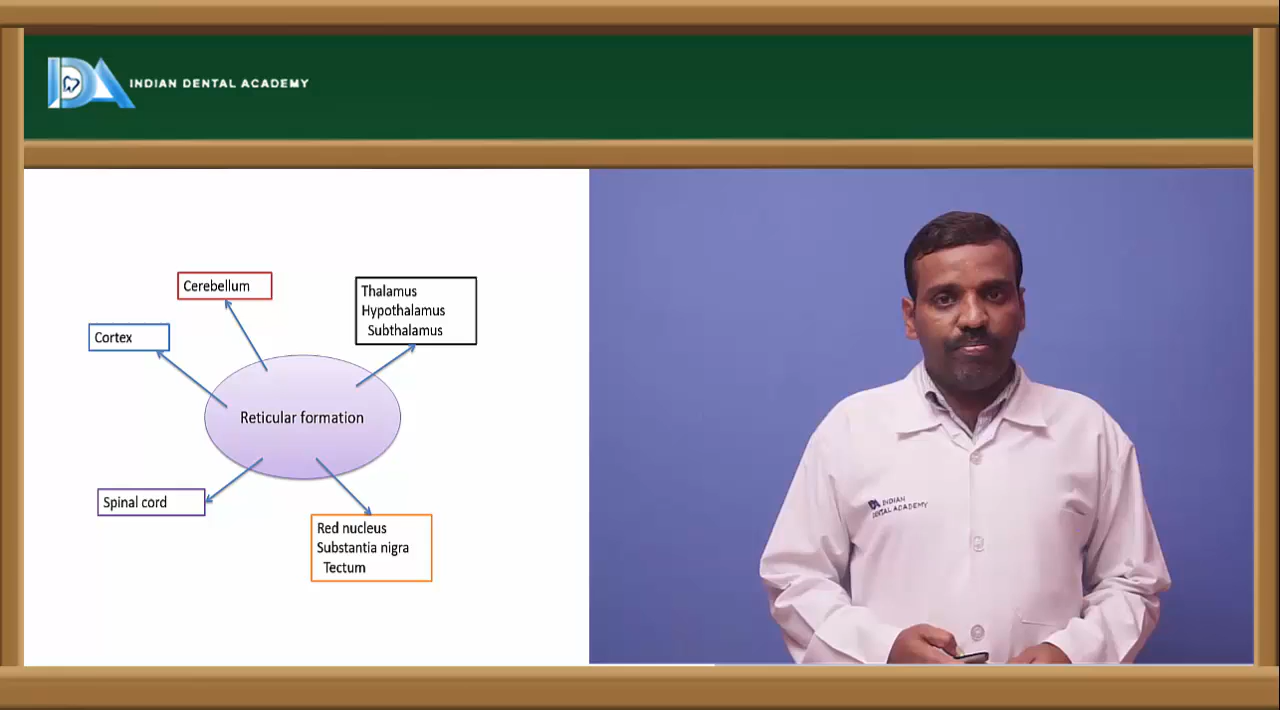 IDA INDIAN DENTAL ACADEMY
Cerebellum
Thalamus
Hypothalamus
Subthalamus
Cortex
Reticular formation
Spinal cord
Red nucleus
Substantia nigra
Tectum
INDIAN
DENTAL ACADEMY